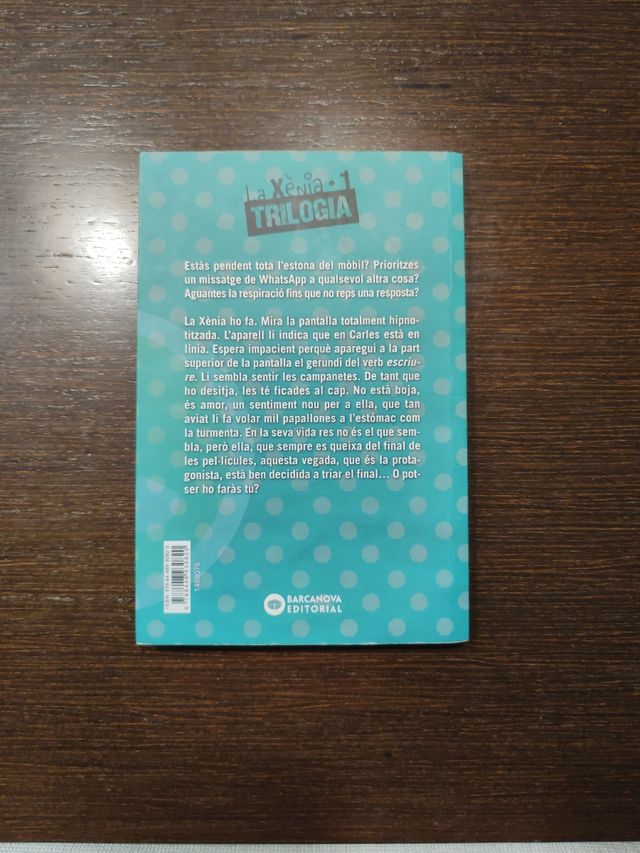 La Xènia · 1
TRILOGIA
Estàs pendent tota l'estona del mòbil? Prioritzes
un missatge de WhatsApp a qualsevol altra cosa?
Aguantes la respiració fins que no reps una resposta?
La Xènia ho fa. Mira la pantalla totalment hipno-
titzada. L'aparell li indica que en Carles està en
línia. Espera impacient perquè aparegui a la part
superior de la pantalla el gerundi del verb escriu-
re. Li sembla sentir les campanetes. De tant que
ho desitja, les té ficades al cap. No està boja,
és amor, un sentiment nou per a ella, que tan
aviat li fa volar mil papallones a l'estómac com
la turmenta. En la seva vida res no és el que sem-
bla, però ella, que sempre es queixa del final de
les pel·lícules, aquesta vegada, que és la prota-
gonista, està ben decidida a triar el final... O pot-
ser ho faràs tu?
1498078
BARCANOVA
EDITORIAL